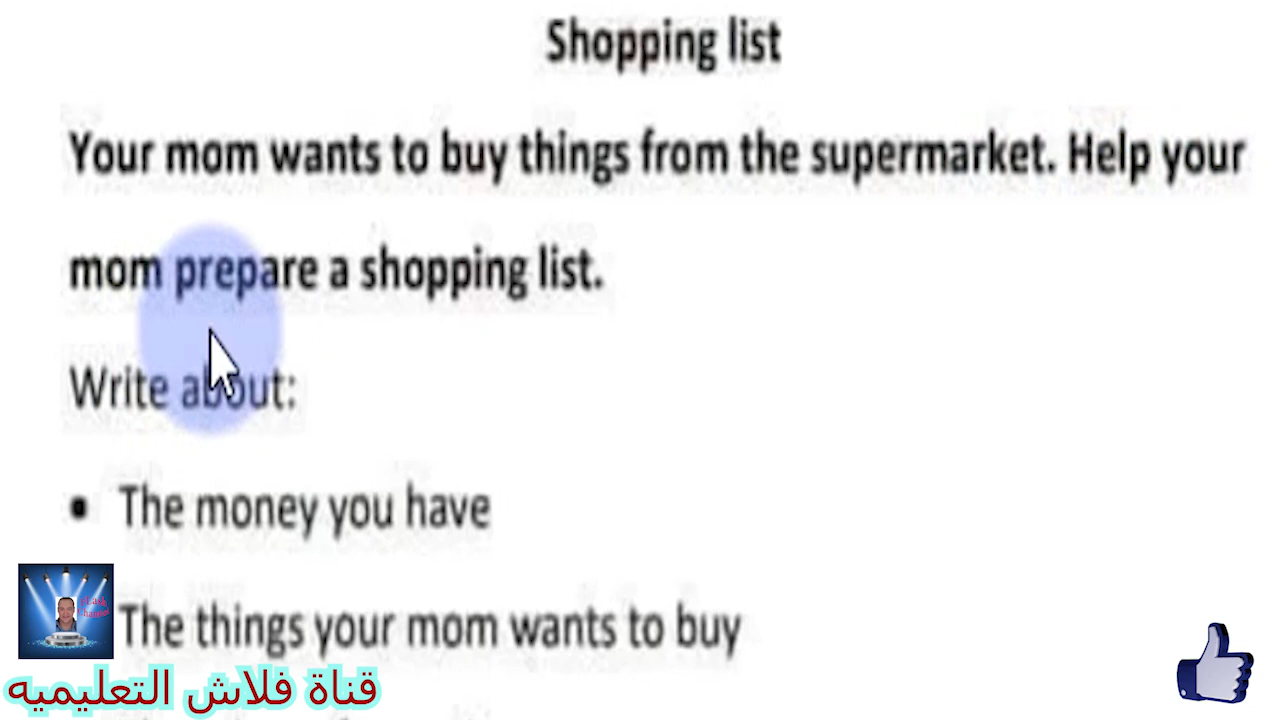 Shopping list
Your mom wants to buy things from the supermarket. Help your
mom prepare a shopping list.
Write about:
• The money you have
The things your mom wants to buy
قناة فلاش التعليميه